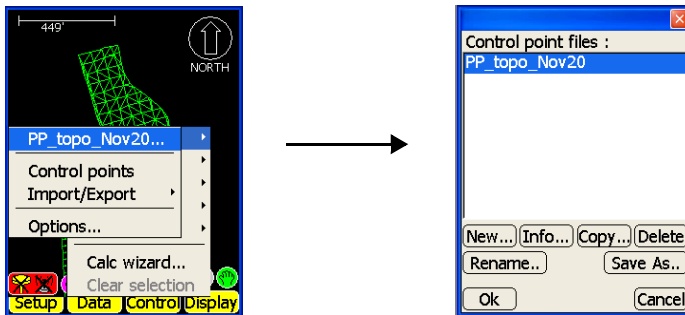 449'
NORTH
PP_topo_Nov20...
Control points
Import/Export
Options...
Calc wizard...
Clear selection
Setup Data Control Display
Control point files :
PP_topo_Nov20
New... Info... Copy... Delete
Rename.. Save As..
Ok Cancel